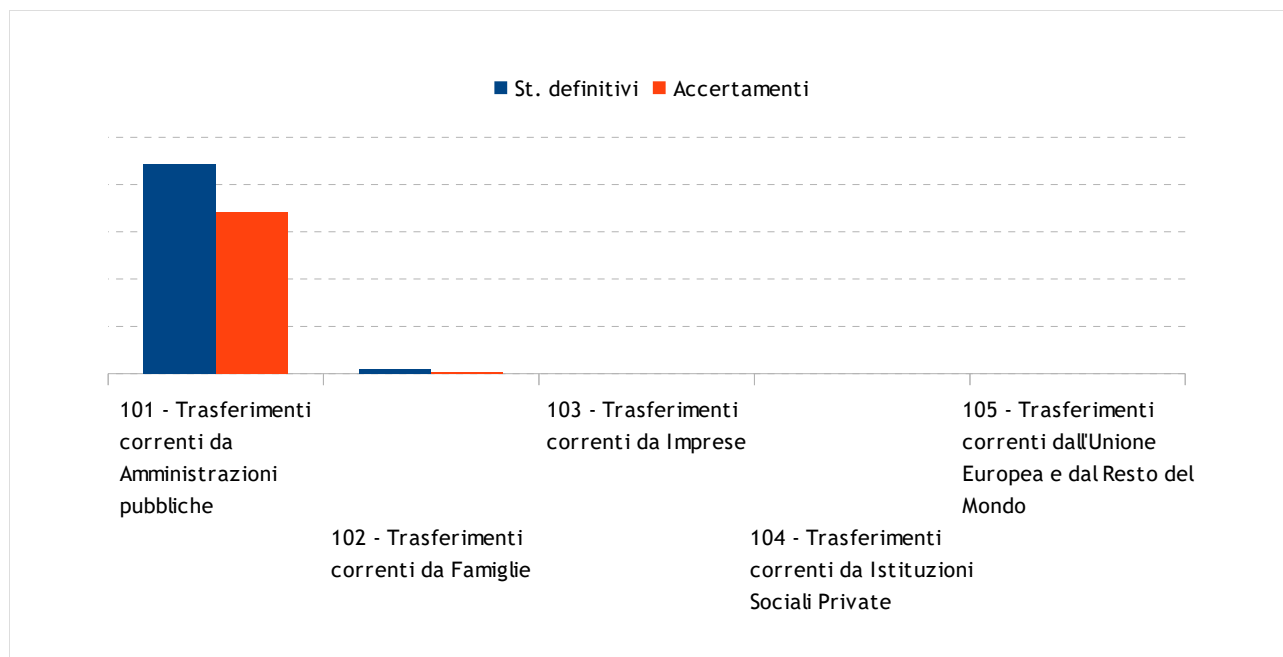 St. definitivi Accertamenti
101 - Trasferimenti
correnti da
Amministrazioni
pubbliche
102 - Trasferimenti
correnti da Famiglie
103 - Trasferimenti
correnti da Imprese
104 - Trasferimenti
correnti da Istituzioni
Sociali Private
105 - Trasferimenti
correnti dall'Unione
Europea e dal Resto del
Mondo